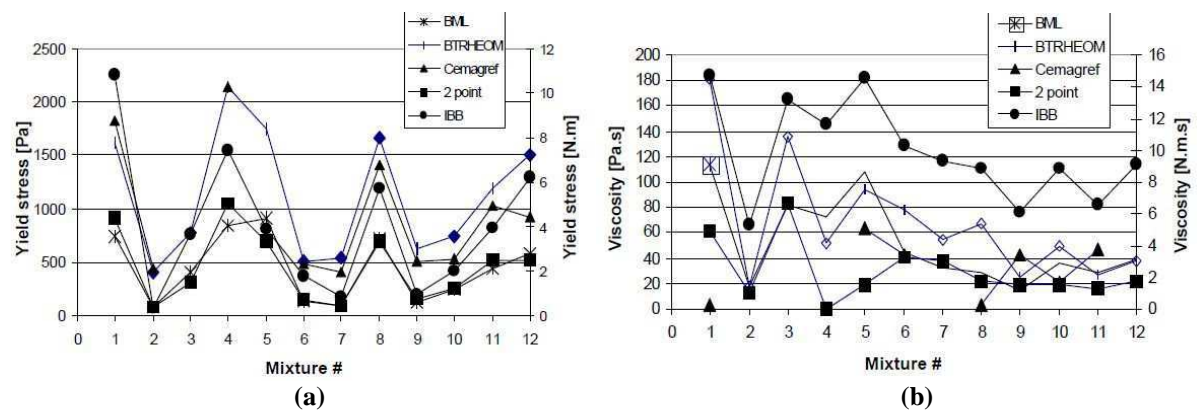 BML
BTRHEOM
Cemagref
2 point
IBB
2500
2000
1500
1000
500
0
12
10
8
6
4
2
0
Yield stress [Pa]
Yield stress [N.m]
0 1 2 3 4 5 6 7 8 9 10 11 12
Mixture #
(a)
BML
BTRHEOM
Cemagref
2 point
IBB
200
180
160
140
120
100
80
60
40
20
0
16
14
12
10
8
6
4
2
0
Viscosity [Pa.s]
Viscosity [N.m.s]
0 1 2 3 4 5 6 7 8 9 10 11 12
Mixture #
(b)